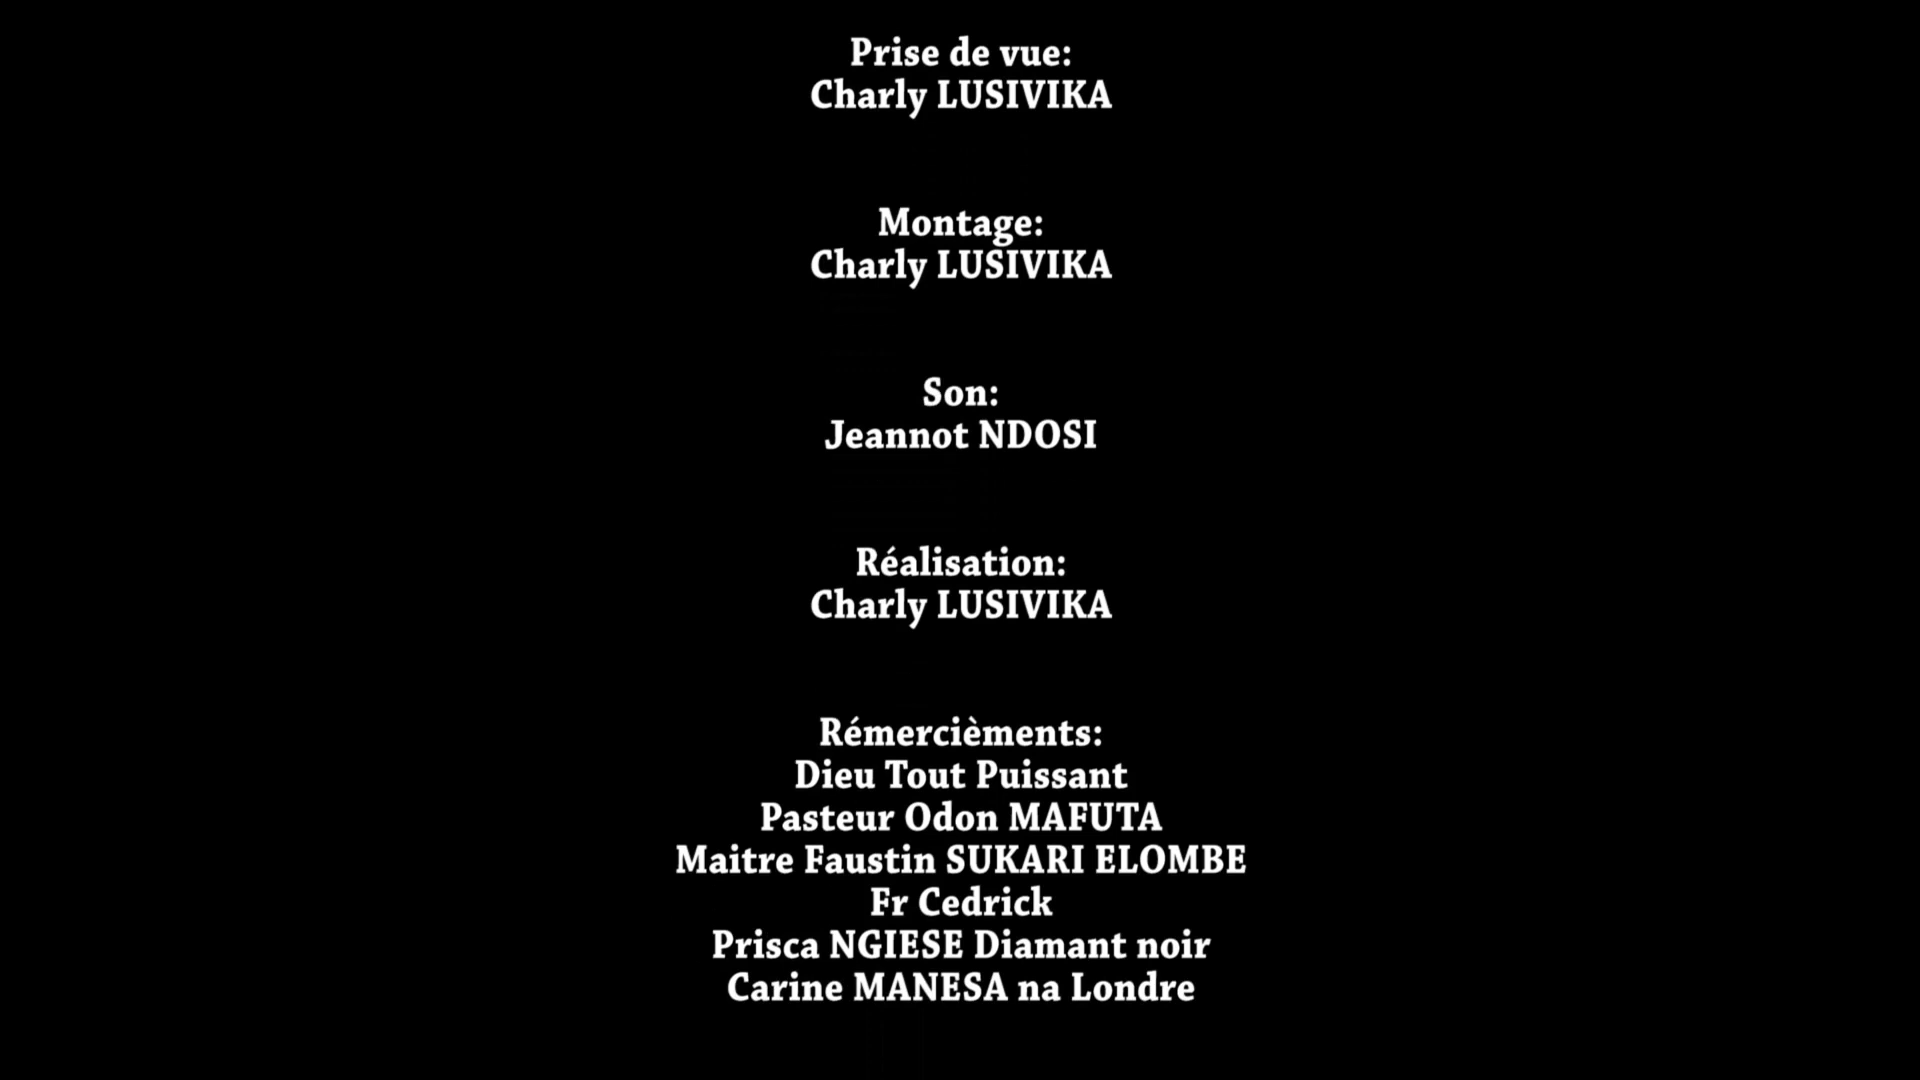 Prise de vue:
Charly LUSIVIKA
Montage:
Charly LUSIVIKA
Son:
Jeannot NDOSI
Réalisation:
Charly LUSIVIKA
Rémercièments:
Dieu Tout Puissant
Pasteur Odon MAFUTA
Maitre Faustin SUKARI ELOMBE
Fr Cedrick
Prisca NGIESE Diamant noir
Carine MANESA na Londre